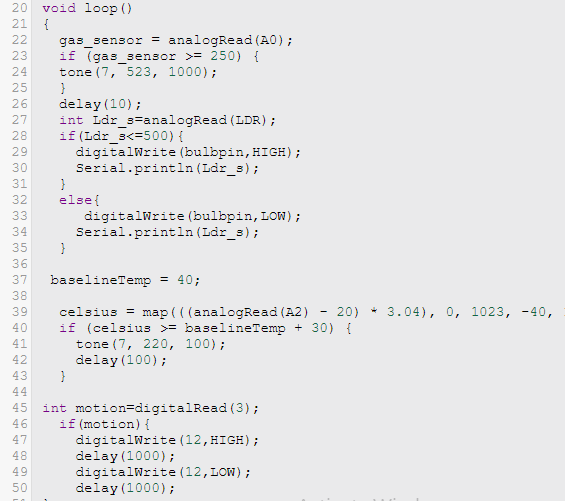 20 void loop()
21 {
22 gas_sensor = analogRead(A0);
23 if (gas_sensor >= 250) {
24 tone(7, 523, 1000);
25 }
26 delay(10);
27 int Ldr_s=analogRead(LDR);
28 if(Ldr_s<=500){
29 digitalWrite(bulbpin,HIGH);
30 Serial.println(Ldr_s);
31 }
32 else{
33 digitalWrite(bulbpin,LOW);
34 Serial.println(Ldr_s);
35 }
36
37 baselineTemp = 40;
38
39 celsius = map(((analogRead(A2) - 20) * 3.04), 0, 1023, -40,
40 if (celsius >= baselineTemp + 30) {
41 tone(7, 220, 100);
42 delay(100);
43 }
44
45 int motion=digitalRead(3);
46 if(motion){
47 digitalWrite(12,HIGH);
48 delay(1000);
49 digitalWrite(12,LOW);
50 delay(1000);